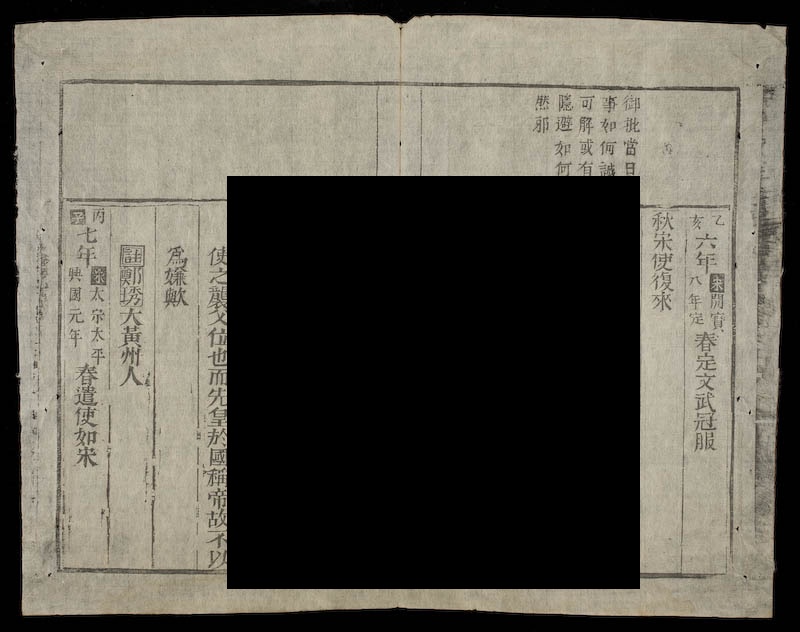 御批當日
事如何誠
可解或有
隱避如何
然邪
乙
亥
六年
宋開寶
八年定
春定文武冠服
秋宋使復來
使之襲父位也而先皇於國稱帝故不以
爲嫌歟
註鄭琇大黃州人
丙
子
七年
宋太宗太平
興國元年
春遣使如宋